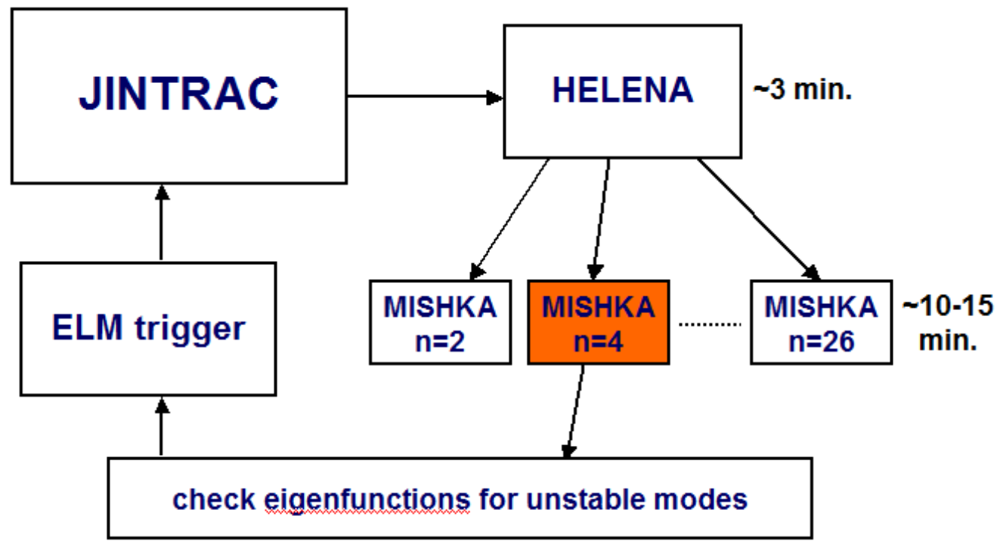 JINTRAC
HELENA
~3 min.
MISHKA
n=2
MISHKA
n=4
MISHKA
n=26
~10-15
min.
ELM trigger
check eigenfunctions for unstable modes